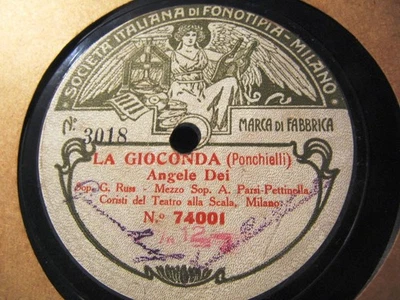 SOCIETÀ ITALIANA DI FONOTIPIA - MILANO
No. 3018
MARCA DI FABBRICA
LA GIOCONDA (Ponchielli)
Angele Dei
Sop. G. Russ - Mezzo Sop. A. Parsi-Pettinella
Coristi del Teatro alla Scala, Milano.
No 74001
12